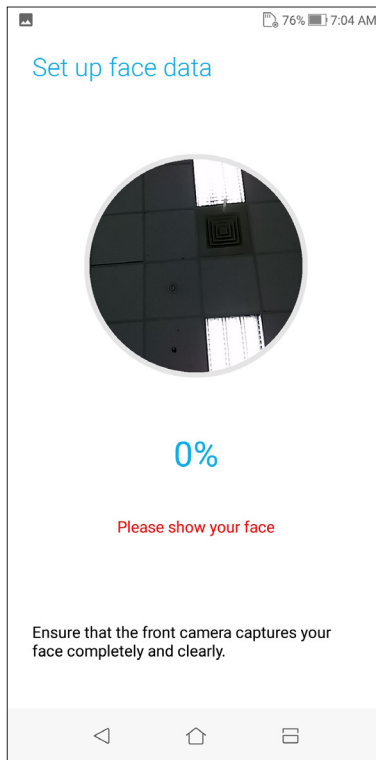 76% 7:04 AM
Set up face data
0%
Please show your face
Ensure that the front camera captures your
face completely and clearly.